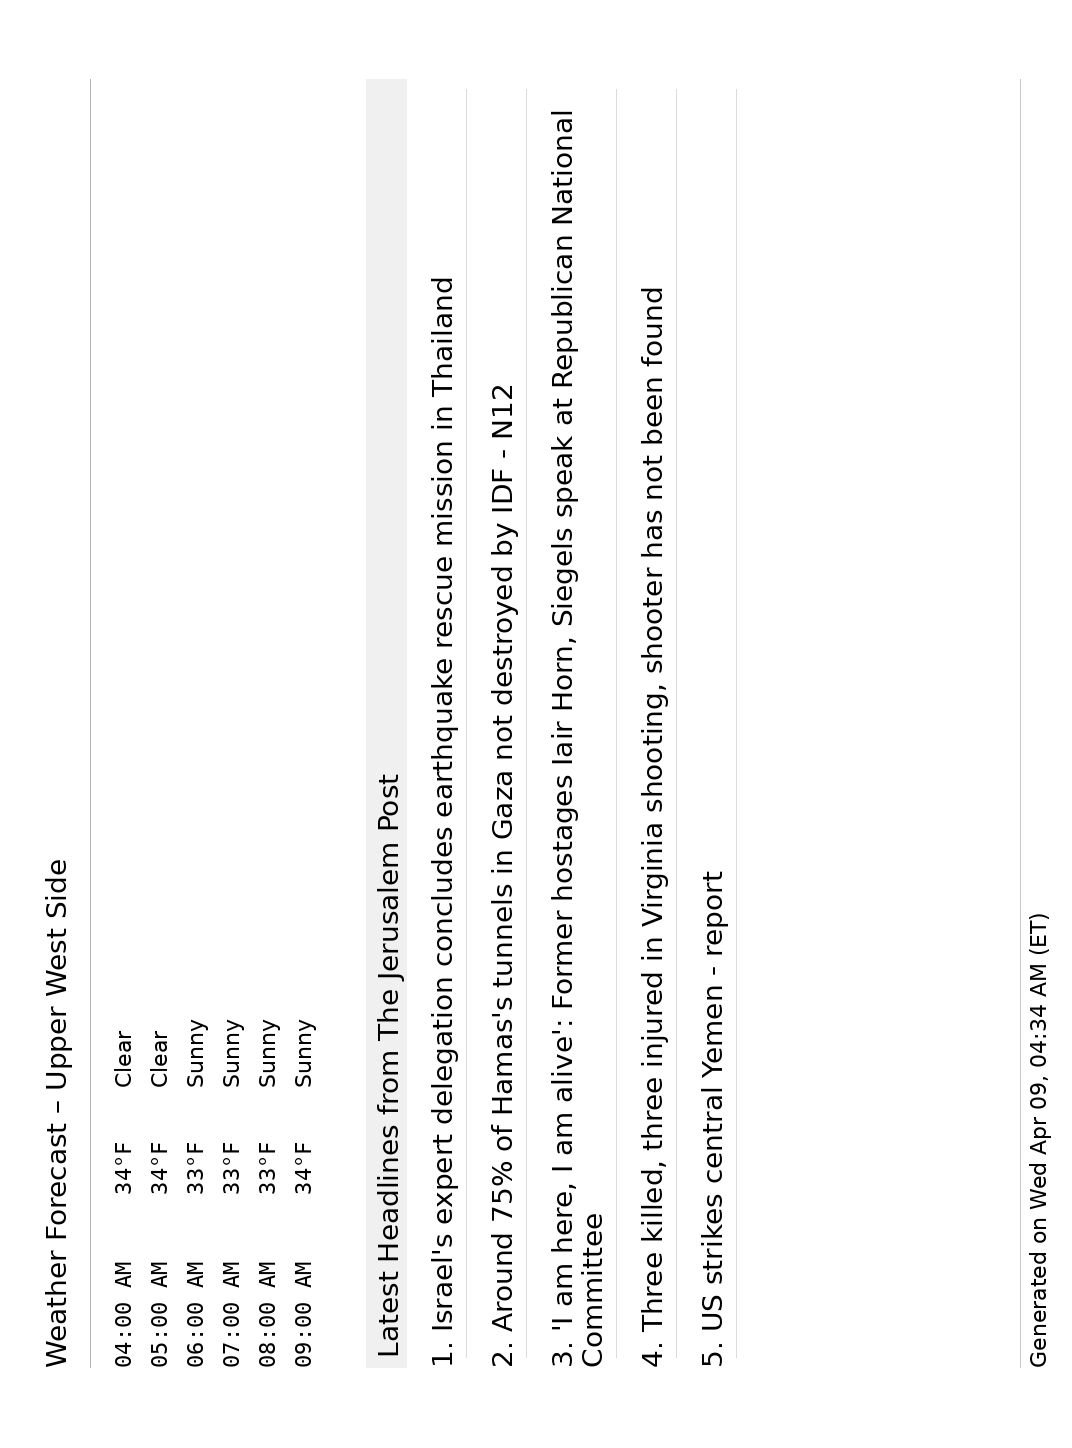 Weather Forecast – Upper West Side
04:00 AM 34°F Clear
05:00 AM 34°F Clear
06:00 AM 33°F Sunny
07:00 AM 33°F Sunny
08:00 AM 33°F Sunny
09:00 AM 34°F Sunny
Latest Headlines from The Jerusalem Post
1. Israel's expert delegation concludes earthquake rescue mission in Thailand
2. Around 75% of Hamas's tunnels in Gaza not destroyed by IDF - N12
3. 'I am here, I am alive': Former hostages Iair Horn, Siegels speak at Republican National
Committee
4. Three killed, three injured in Virginia shooting, shooter has not been found
5. US strikes central Yemen - report
Generated on Wed Apr 09, 04:34 AM (ET)